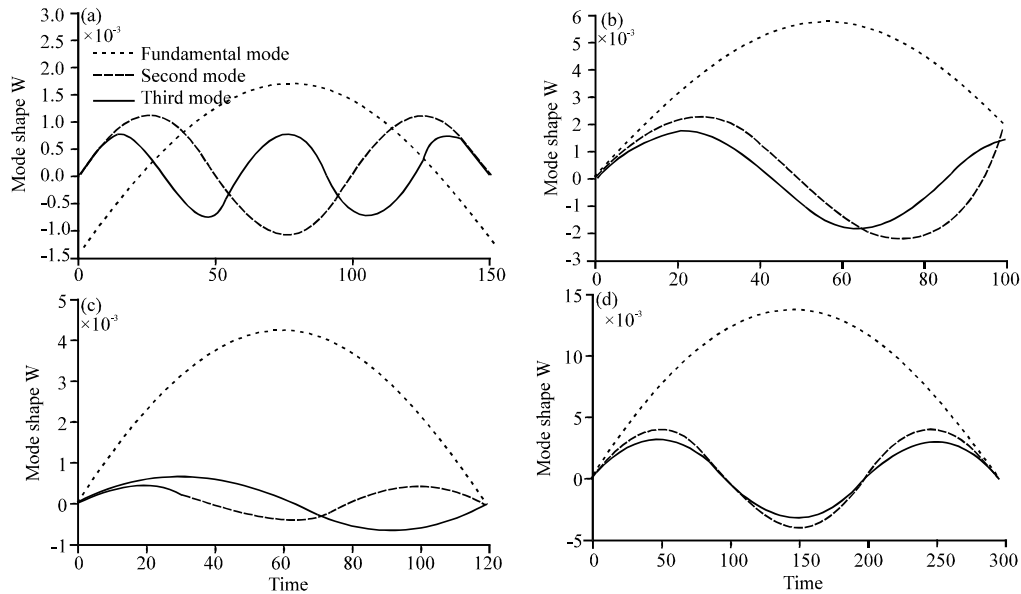 (a)
×10⁻³
3.0
2.5
2.0
1.5
1.0
0.5
0.0
-0.5
-1.0
-1.5
Mode shape W
Fundamental mode
Second mode
Third mode
0 50 100 150
(b)
×10⁻³
6
5
4
3
2
1
0
-1
-2
-3
Mode shape W
0 20 40 60 80 100
(c)
×10⁻³
5
4
3
4
2
1
0
-1
Mode shape W
0 20 40 60 80 100 120
Time
(d)
×10⁻³
15
10
5
0
-5
Mode shape W
0 50 100 150 200 250 300
Time